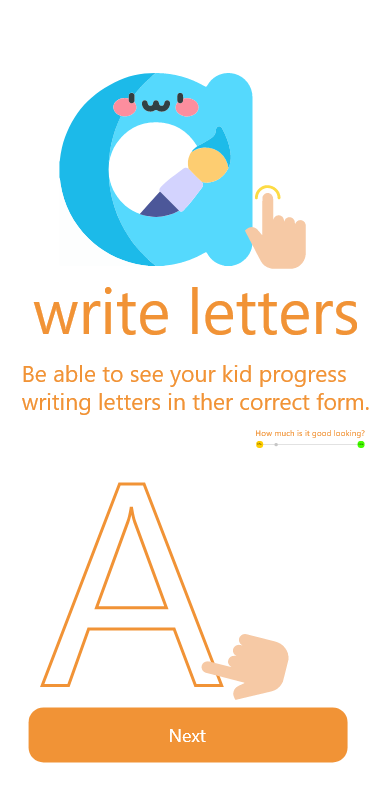 write letters
Be able to see your kid progress
writing letters in ther correct form.
How much is it good looking?
A
Next